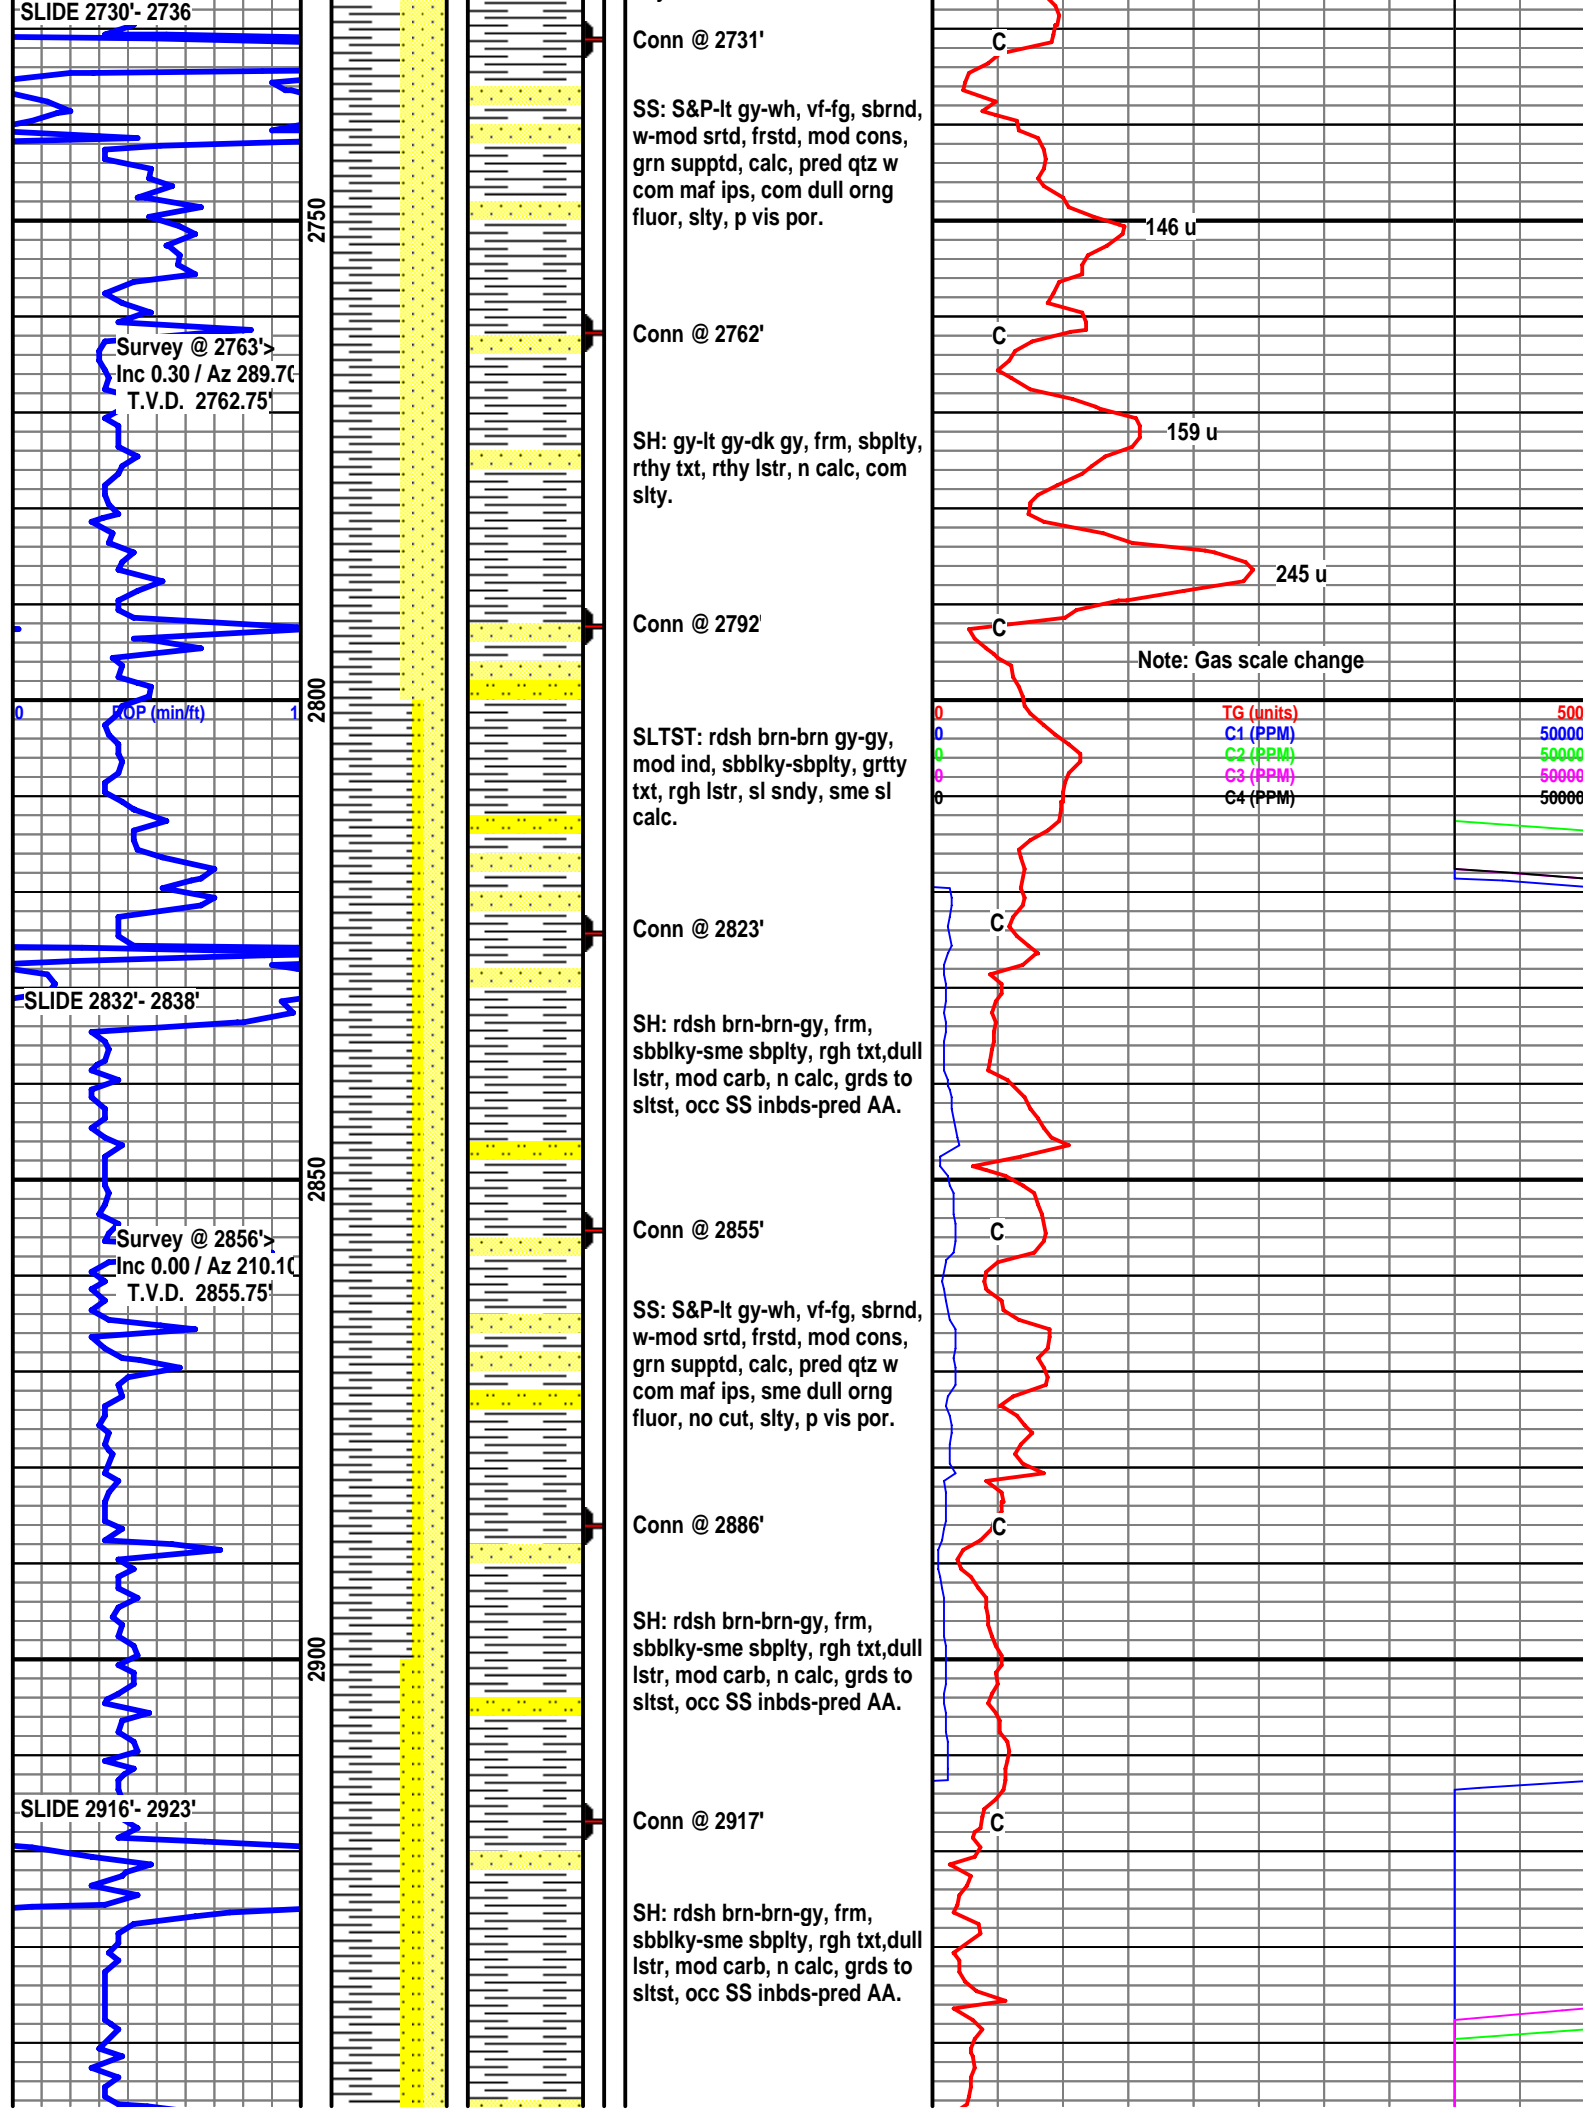 SLIDE 2730'- 2736
Conn @ 2731'
C
SS: S&P-lt gy-wh, vf-fg, sbrnd,
w-mod srtd, frstd, mod cons,
grn supptd, calc, pred qtz w
com maf ips, com dull orng
fluor, slty, p vis por.
2750
146 u
Conn @ 2762'
C
Survey @ 2763'>
Inc 0.30 / Az 289.70
T.V.D. 2762.75'
159 u
SH: gy-lt gy-dk gy, frm, sbplty,
rthy txt, rthy lstr, n calc, com
slty.
245 u
Conn @ 2792'
C
Note: Gas scale change
2800
0 ROP (min/ft) 1
0 TG (units) 500
0 C1 (PPM) 50000
0 C2 (PPM) 50000
0 C3 (PPM) 50000
0 C4 (PPM) 50000
SLTST: rdsh brn-brn gy-gy,
mod ind, sbblky-sbplty, grtty
txt, rgh lstr, sl sndy, sme sl
calc.
Conn @ 2823'
C
SLIDE 2832'- 2838'
SH: rdsh brn-brn-gy, frm,
sbblky-sme sbplty, rgh txt,dull
lstr, mod carb, n calc, grds to
sltst, occ SS inbds-pred AA.
2850
Conn @ 2855'
C
Survey @ 2856'>
Inc 0.00 / Az 210.10
T.V.D. 2855.75'
SS: S&P-lt gy-wh, vf-fg, sbrnd,
w-mod srtd, frstd, mod cons,
grn supptd, calc, pred qtz w
com maf ips, sme dull orng
fluor, no cut, slty, p vis por.
Conn @ 2886'
C
SH: rdsh brn-brn-gy, frm,
sbblky-sme sbplty, rgh txt,dull
lstr, mod carb, n calc, grds to
sltst, occ SS inbds-pred AA.
2900
SLIDE 2916'- 2923'
Conn @ 2917'
C
SH: rdsh brn-brn-gy, frm,
sbblky-sme sbplty, rgh txt,dull
lstr, mod carb, n calc, grds to
sltst, occ SS inbds-pred AA.